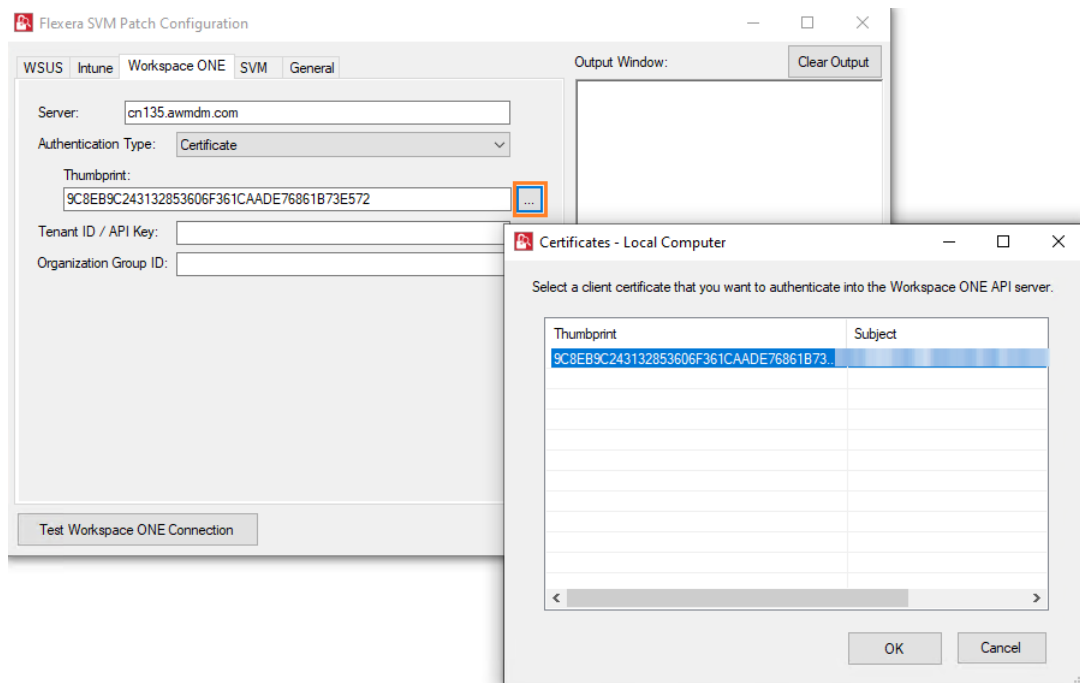 Flexera SVM Patch Configuration
WSUS Intune Workspace ONE SVM General
Server: cn135.awmdm.com
Authentication Type: Certificate
Thumbprint:
9C8EB9C243132853606F361CAADE76861B73E572 ...
Tenant ID / API Key:
Organization Group ID:
Test Workspace ONE Connection
Output Window: Clear Output
Certificates - Local Computer
Select a client certificate that you want to authenticate into the Workspace ONE API server.
Thumbprint Subject
9C8EB9C243132853606F361CAADE76861B73...
OK Cancel